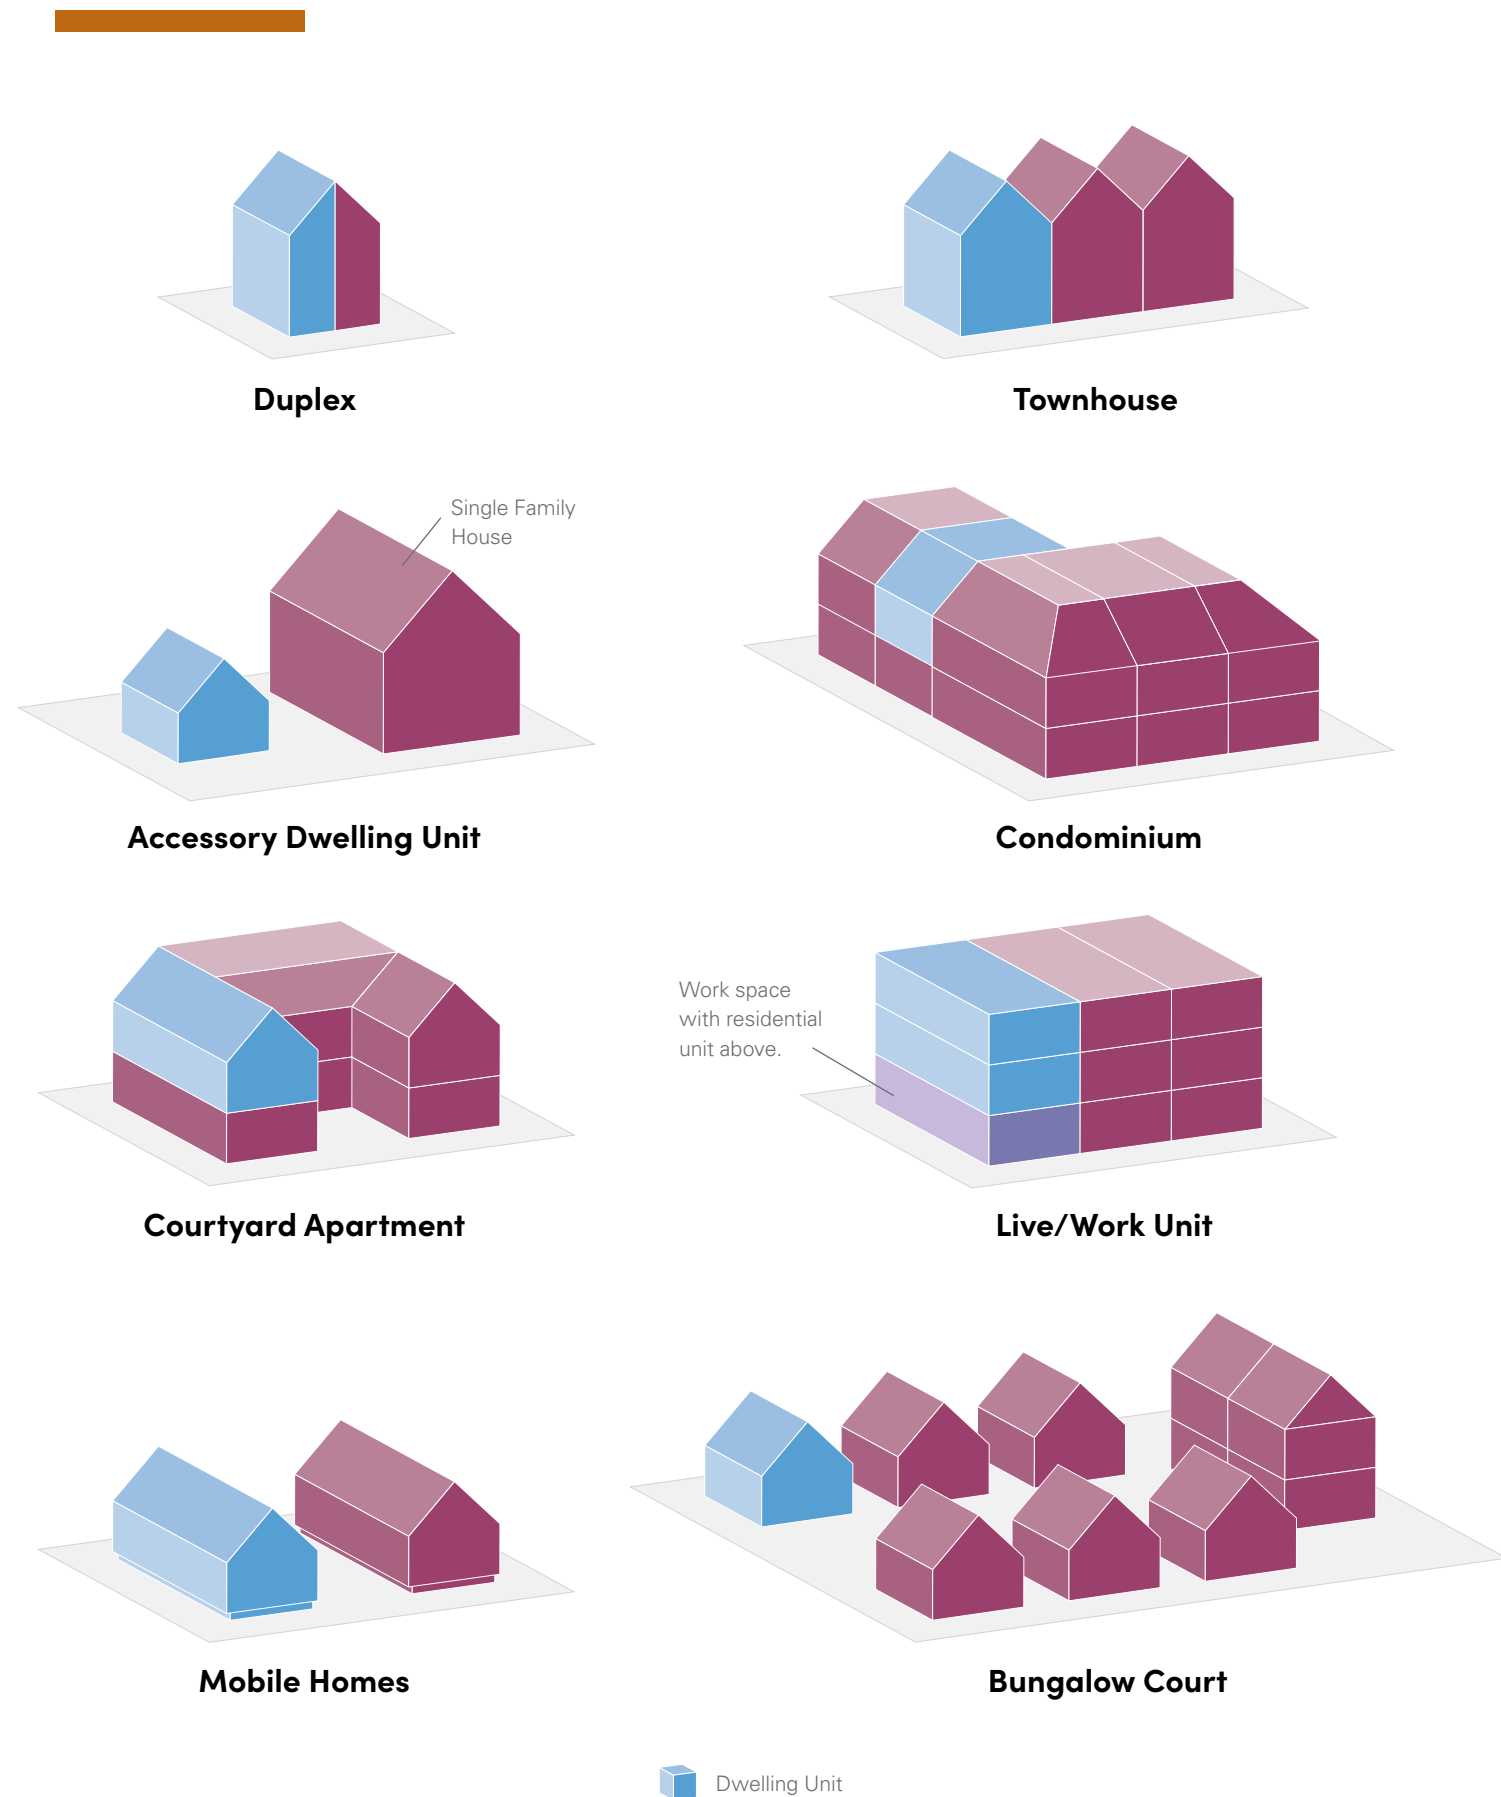 Duplex
Townhouse
Single Family
House
Accessory Dwelling Unit
Condominium
Work space
with residential
unit above.
Courtyard Apartment
Live/Work Unit
Mobile Homes
Bungalow Court
Dwelling Unit